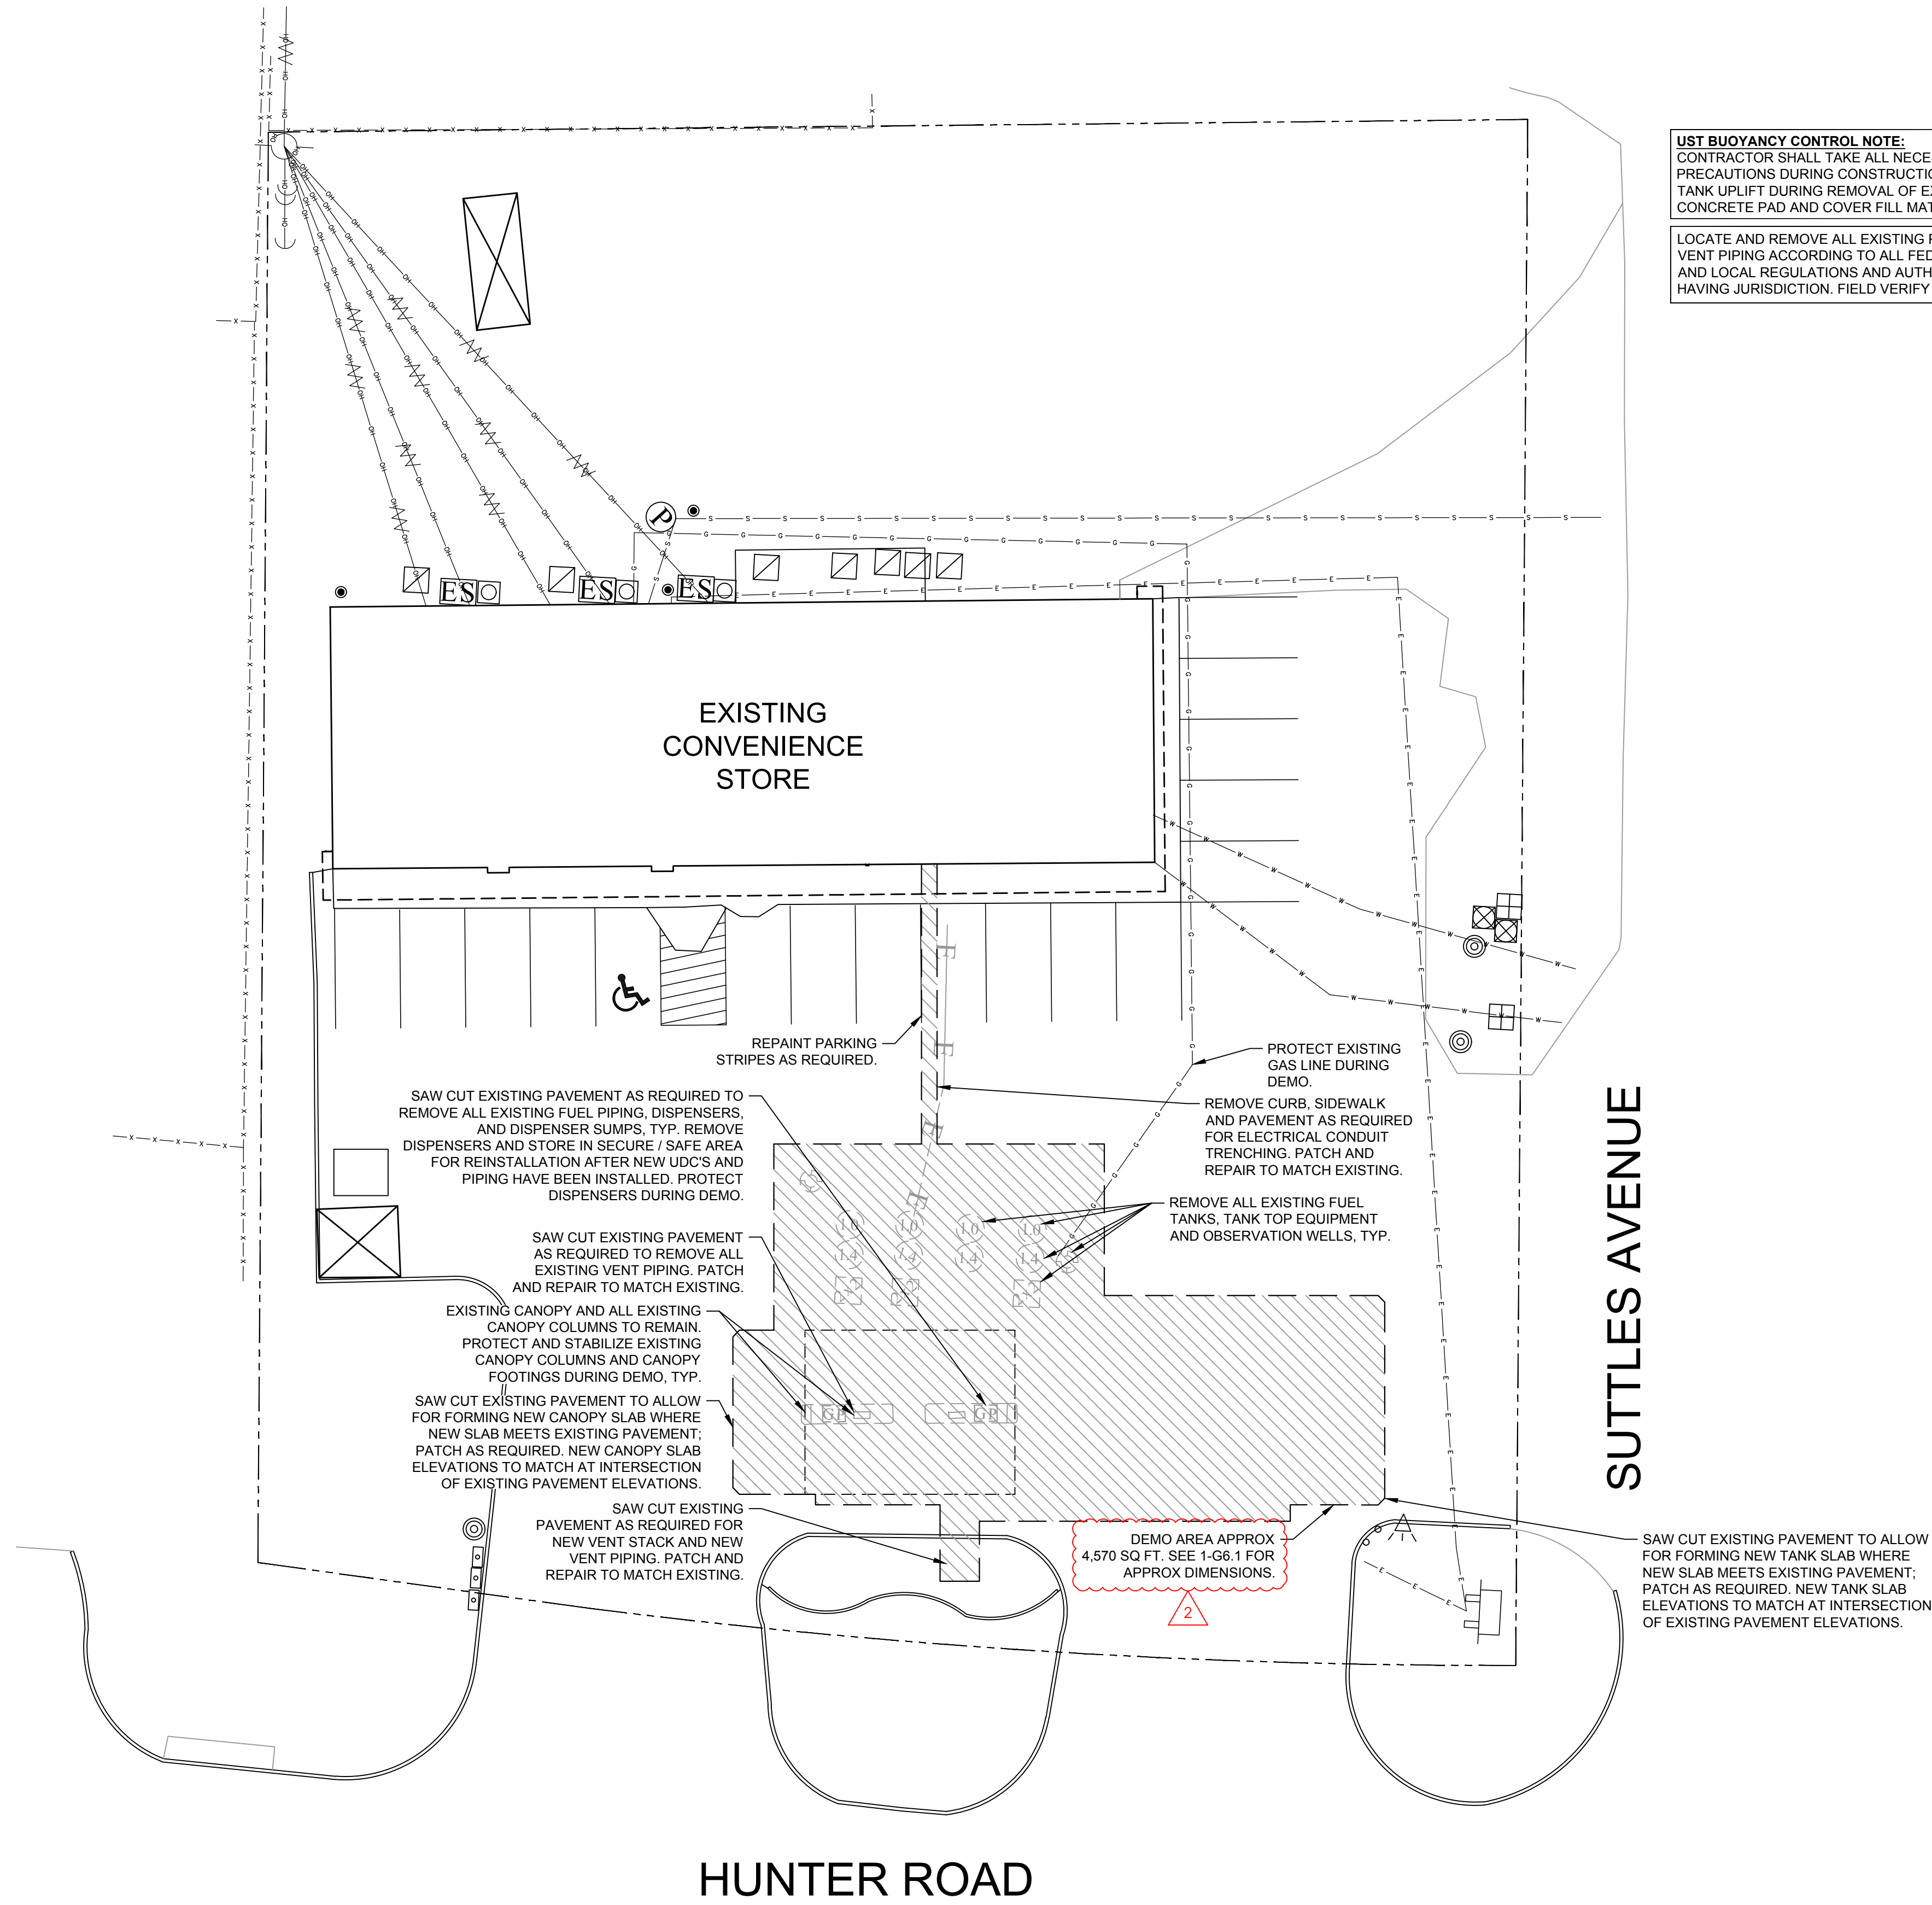 UST BUOYANCY CONTROL NOTE:
CONTRACTOR SHALL TAKE ALL
PRECAUTIONS DURING
TANK UPLIFT DURING REMOVAL OF
CONCRETE PAD AND COVER FILL
LOCATE AND REMOVE ALL EXISTING
VENT PIPING ACCORDING TO ALL
AND LOCAL REGULATIONS AND
HAVING JURISDICTION. FIELD VERIFY
P
ES
ES
ES
EXISTING
CONVENIENCE
STORE
REPAINT PARKING
STRIPES AS REQUIRED.
PROTECT EXISTING
GAS LINE DURING
DEMO.
SAW CUT EXISTING PAVEMENT AS REQUIRED TO
REMOVE ALL EXISTING FUEL PIPING, DISPENSERS,
AND DISPENSER SUMPS, TYP. REMOVE
DISPENSERS AND STORE IN SECURE / SAFE AREA
FOR REINSTALLATION AFTER NEW UDC'S AND
PIPING HAVE BEEN INSTALLED. PROTECT
DISPENSERS DURING DEMO.
REMOVE CURB, SIDEWALK
AND PAVEMENT AS REQUIRED
FOR ELECTRICAL CONDUIT
TRENCHING. PATCH AND
REPAIR TO MATCH EXISTING.
REMOVE ALL EXISTING FUEL
TANKS, TANK TOP EQUIPMENT
AND OBSERVATION WELLS, TYP.
SAW CUT EXISTING PAVEMENT
AS REQUIRED TO REMOVE ALL
EXISTING VENT PIPING. PATCH
AND REPAIR TO MATCH EXISTING.
EXISTING CANOPY AND ALL EXISTING
CANOPY COLUMNS TO REMAIN.
PROTECT AND STABILIZE EXISTING
CANOPY COLUMNS AND CANOPY
FOOTINGS DURING DEMO, TYP.
SAW CUT EXISTING PAVEMENT TO ALLOW
FOR FORMING NEW CANOPY SLAB WHERE
NEW SLAB MEETS EXISTING PAVEMENT;
PATCH AS REQUIRED. NEW CANOPY SLAB
ELEVATIONS TO MATCH AT INTERSECTION
OF EXISTING PAVEMENT ELEVATIONS.
SAW CUT EXISTING
PAVEMENT AS REQUIRED FOR
NEW VENT STACK AND NEW
VENT PIPING. PATCH AND
REPAIR TO MATCH EXISTING.
DEMO AREA APPROX
4,570 SQ FT. SEE 1-G6.1 FOR
APPROX DIMENSIONS.
2
SAW CUT EXISTING PAVEMENT TO ALLOW
FOR FORMING NEW TANK SLAB WHERE
NEW SLAB MEETS EXISTING PAVEMENT;
PATCH AS REQUIRED. NEW TANK SLAB
ELEVATIONS TO MATCH AT INTERSECTION
OF EXISTING PAVEMENT ELEVATIONS.
SUTTLES AVENUE
HUNTER ROAD